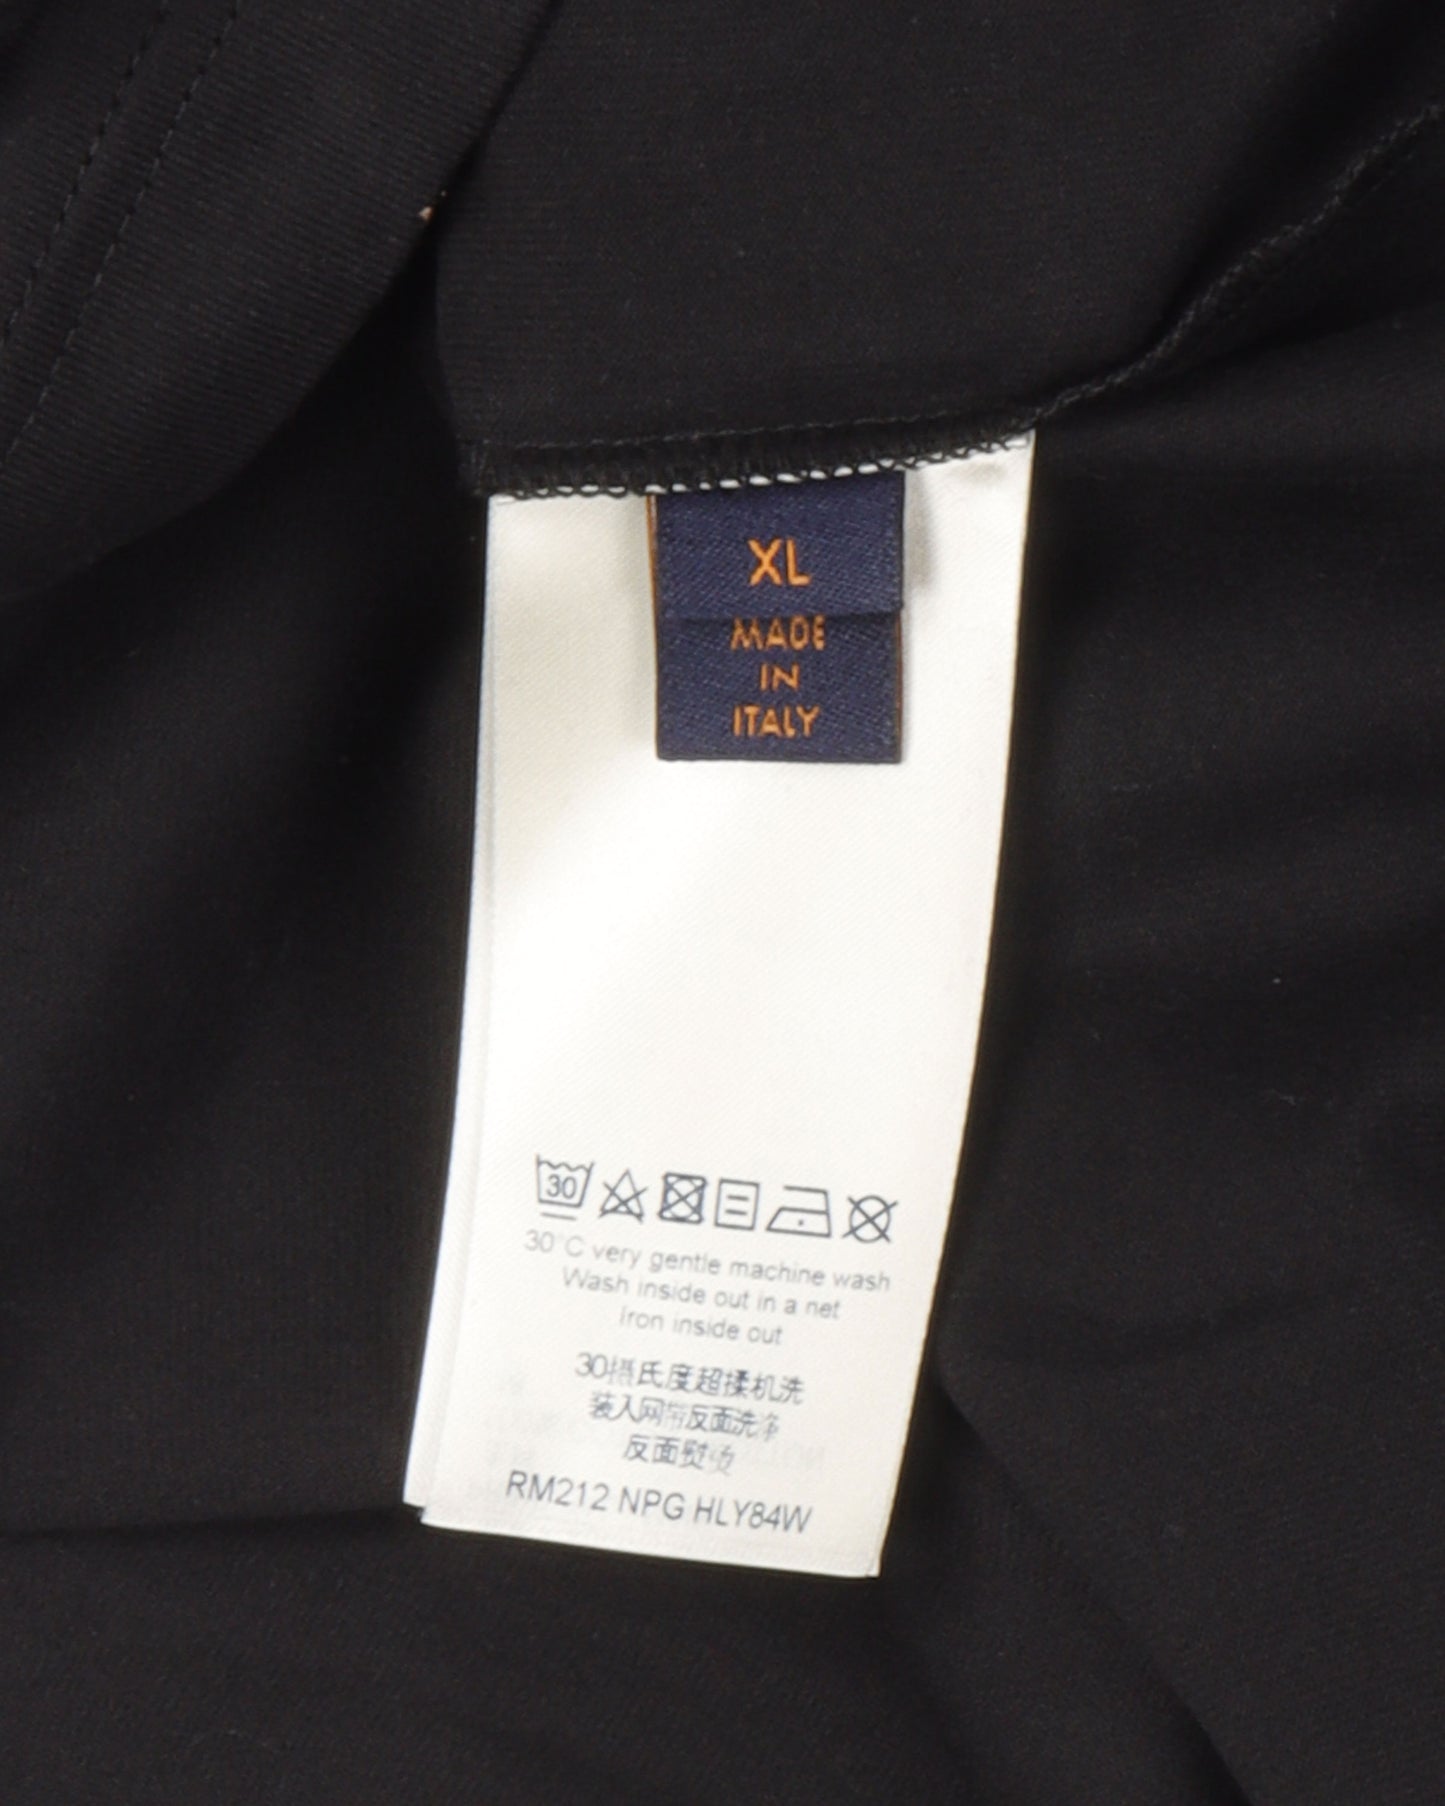 XL
MADE
IN
ITALY
30
30°C very gentle machine wash
Wash inside out in a net
Iron inside out
30摄氏度超揉机洗
装入网带反面洗净
反面熨烫
RM212 NPG HLY84W